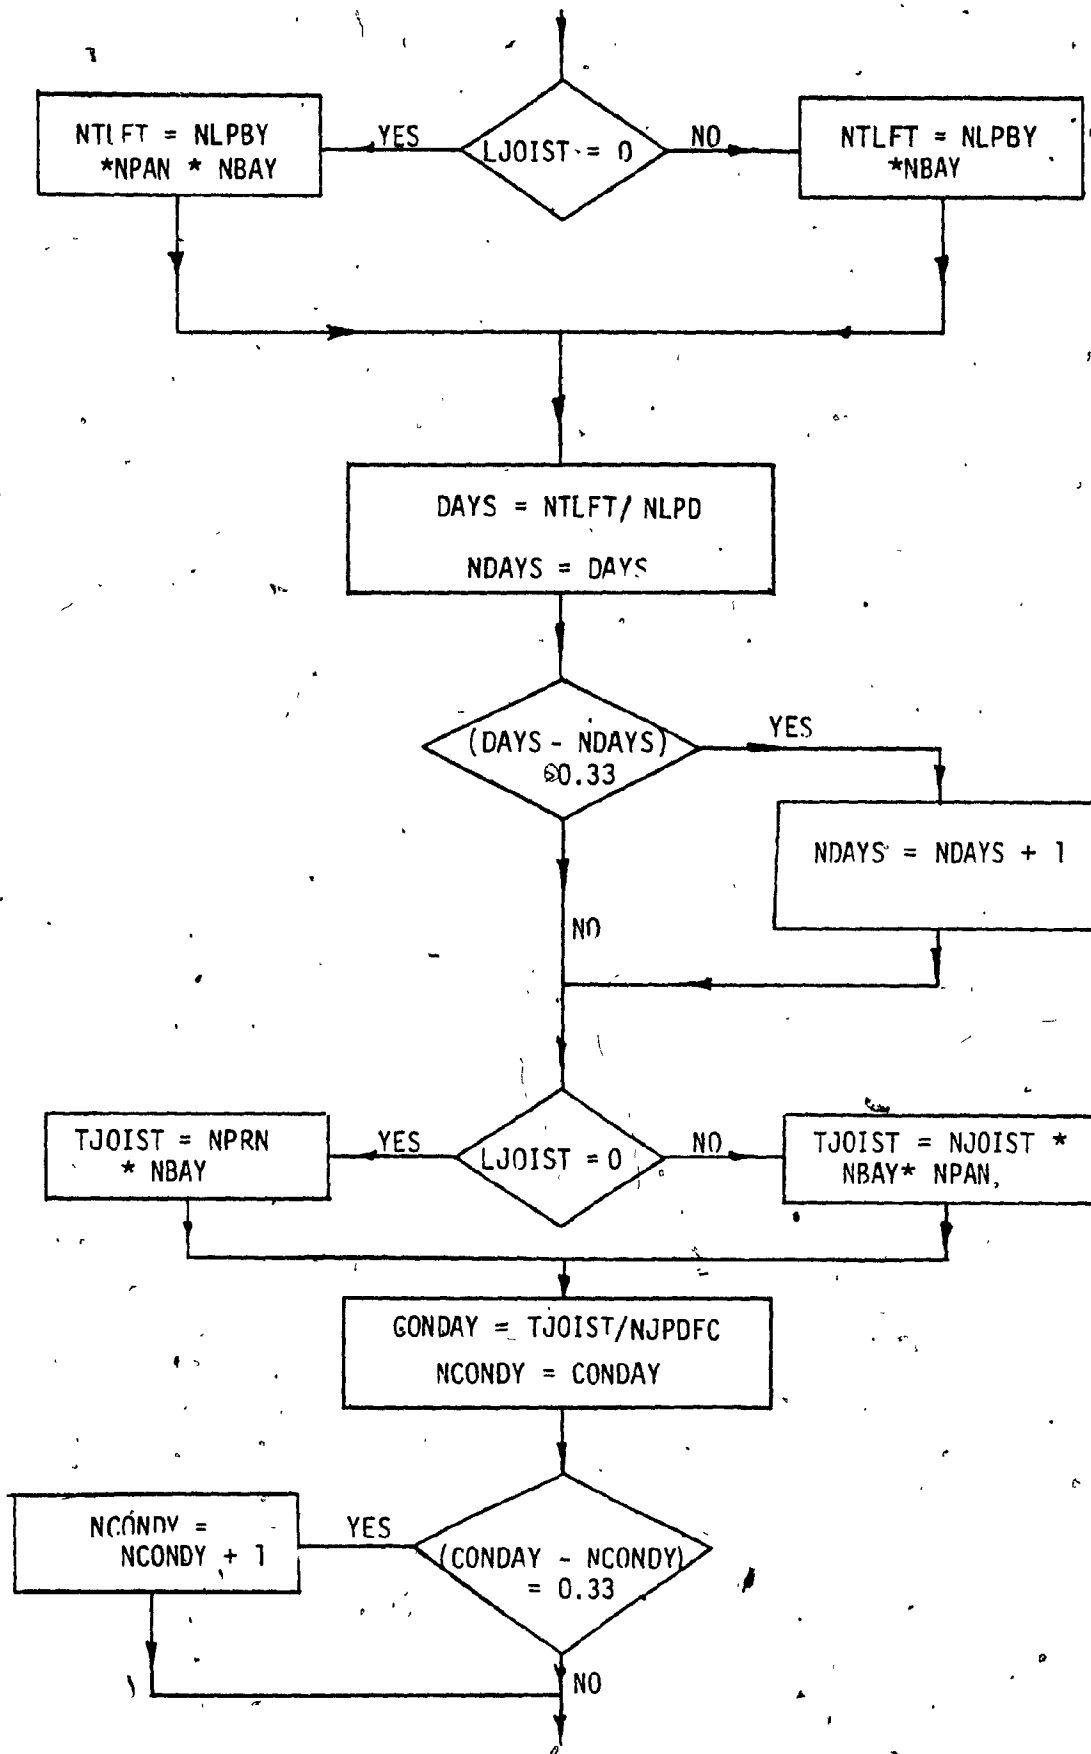 NTLFT = NLPBY
*NPAN * NBAY
YES
LJOIST = 0
NO
NTLFT = NLPBY
*NBAY
DAYS = NTLFT/ NLPD
NDAYS = DAYS
(DAYS - NDAYS)
0.33
YES
NDAYS = NDAYS + 1
NO
TJOIST = NPRN
* NBAY
YES
LJOIST = 0
NO
TJOIST = NJOIST *
NBAY* NPAN,
GONDAY = TJOIST/NJPDFC
NCONDY = CONDAY
NCONDY =
NCONDY + 1
YES
(CONDAY - NCONDY)
= 0.33
NO